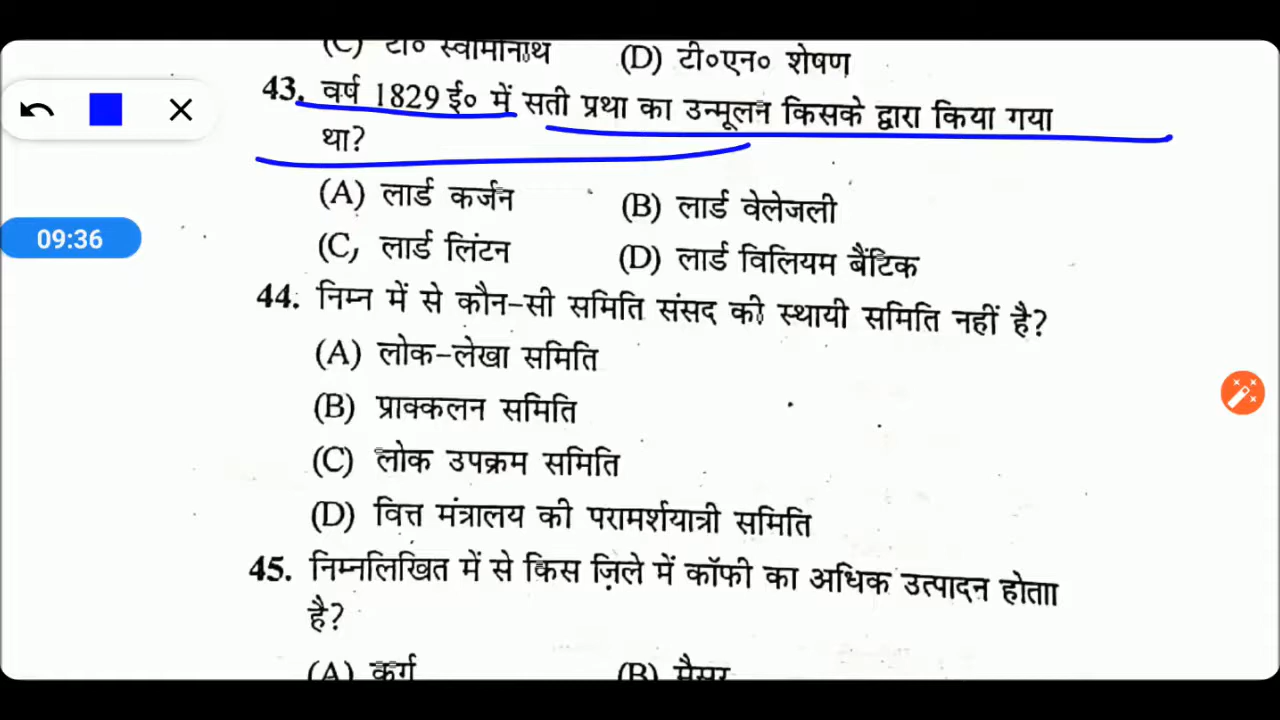 (C) टी० स्वामीनाथ (D) टी०एन० शेषण
43. वर्ष 1829 ई० में सती प्रथा का उन्मूलन किसके द्वारा किया गया
था?
(A) लार्ड कर्जन (B) लार्ड वेलेजली
(C, लार्ड लिंटन (D) लार्ड विलियम बैंटिक
09:36
44. निम्न में से कौन-सी समिति संसद की स्थायी समिति नहीं है?
(A) लोक-लेखा समिति
(B) प्राक्कलन समिति
(C) लोक उपक्रम समिति
(D) वित्त मंत्रालय की परामर्शयात्री समिति
45. निम्नलिखित में से किस ज़िले में कॉफी का अधिक उत्पादन होताा
है?
(A) कुर्ग (B) मैसूर